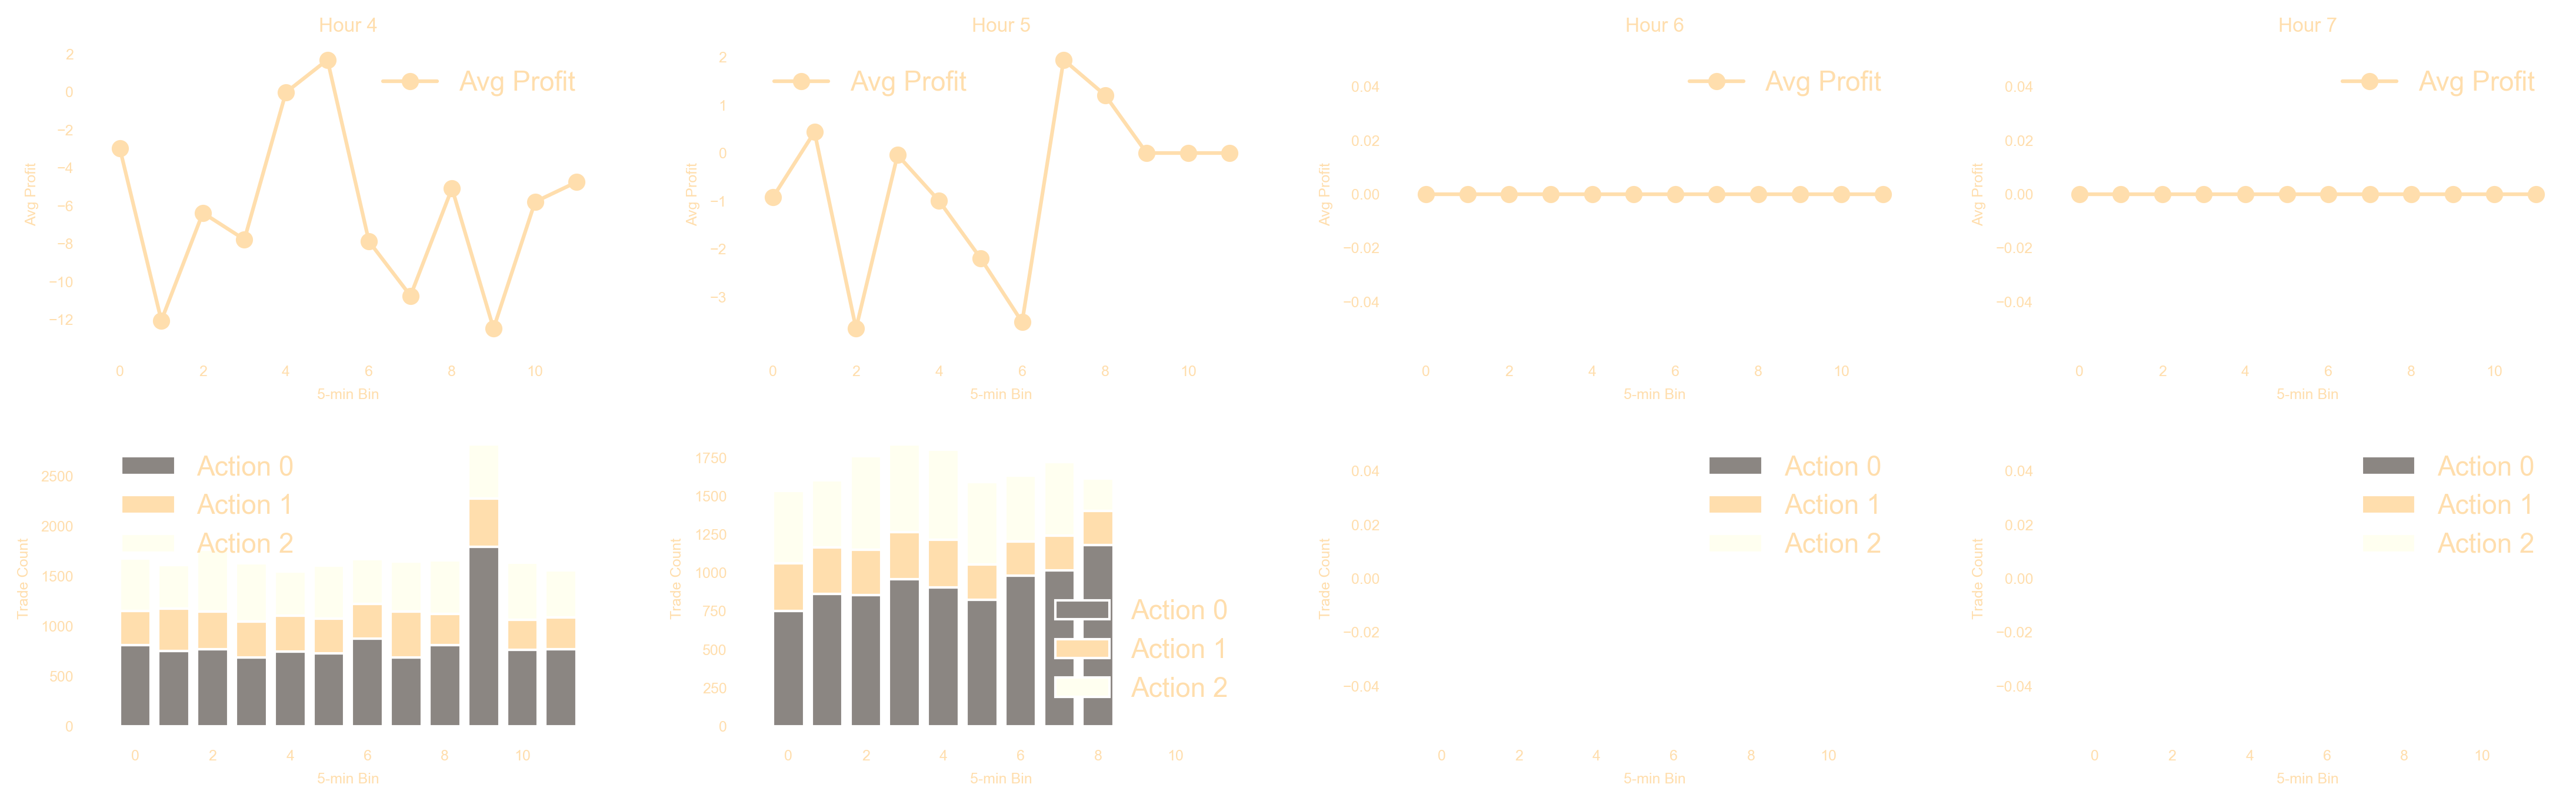 Hour 4
2
0
−2
−4
−6
−8
−10
−12
Avg Profit
Avg Profit
0 2 4 6 8 10
5-min Bin
Hour 5
2
1
0
−1
−2
−3
Avg Profit
Avg Profit
0 2 4 6 8 10
5-min Bin
Hour 6
0.04
0.02
0.00
−0.02
−0.04
Avg Profit
Avg Profit
0 2 4 6 8 10
5-min Bin
Hour 7
0.04
0.02
0.00
−0.02
−0.04
Avg Profit
Avg Profit
0 2 4 6 8 10
5-min Bin
2500
2000
1500
1000
500
0
Trade Count
Action 0
Action 1
Action 2
0 2 4 6 8 10
5-min Bin
1750
1500
1250
1000
750
500
250
0
Trade Count
Action 0
Action 1
Action 2
0 2 4 6 8 10
5-min Bin
0.04
0.02
0.00
−0.02
−0.04
Trade Count
Action 0
Action 1
Action 2
0 2 4 6 8 10
5-min Bin
0.04
0.02
0.00
−0.02
−0.04
Trade Count
Action 0
Action 1
Action 2
0 2 4 6 8 10
5-min Bin